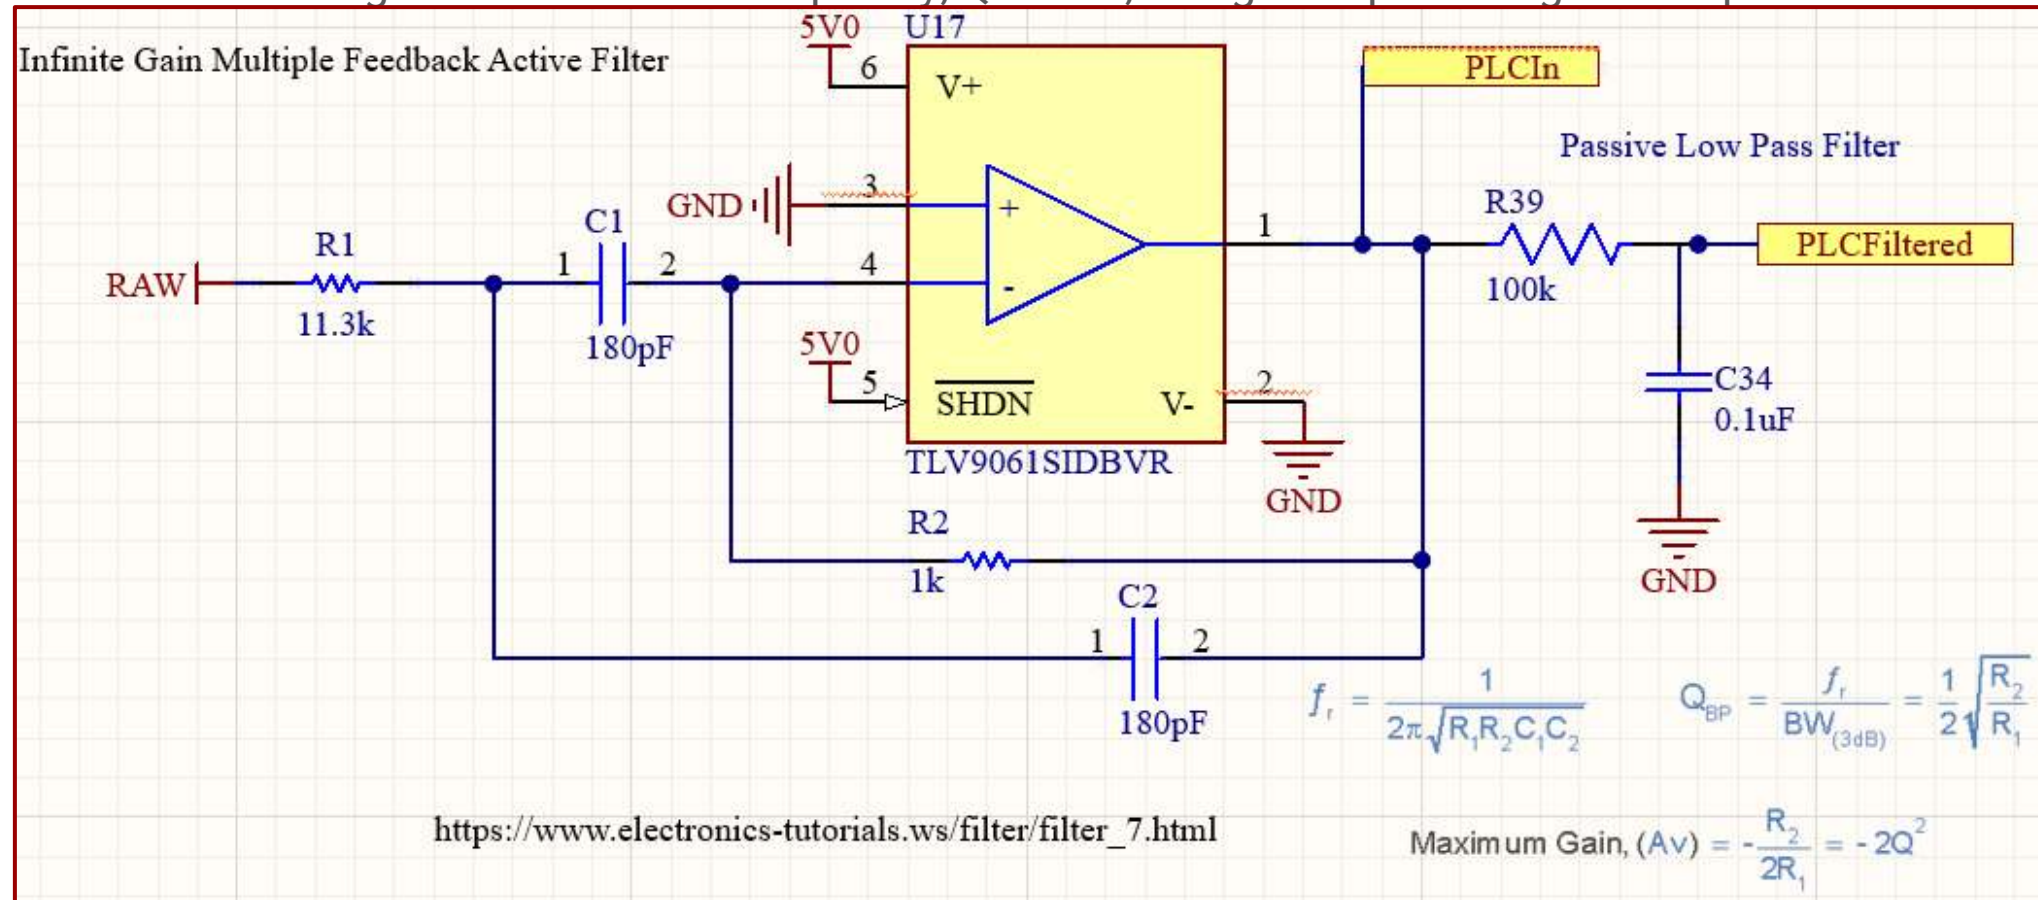 Infinite Gain Multiple Feedback Active Filter
5V0
U17
6
V+
PLCIn
Passive Low Pass Filter
GND
3
+
C1
R1
1
2
4
-
1
R39
PLCFiltered
RAW
11.3k
180pF
100k
5V0
5
SHDN
V-
2
C34
0.1uF
TLV9061SIDBVR
GND
R2
1k
GND
C2
1
2
180pF
f_r = 1 / (2π√(R₁R₂C₁C₂))
Q_BP = f_r / BW_(3dB) = 1/2 √(R₂/R₁)
https://www.electronics-tutorials.ws/filter/filter_7.html
Maximum Gain, (Av) = -R₂/2R₁ = -2Q²